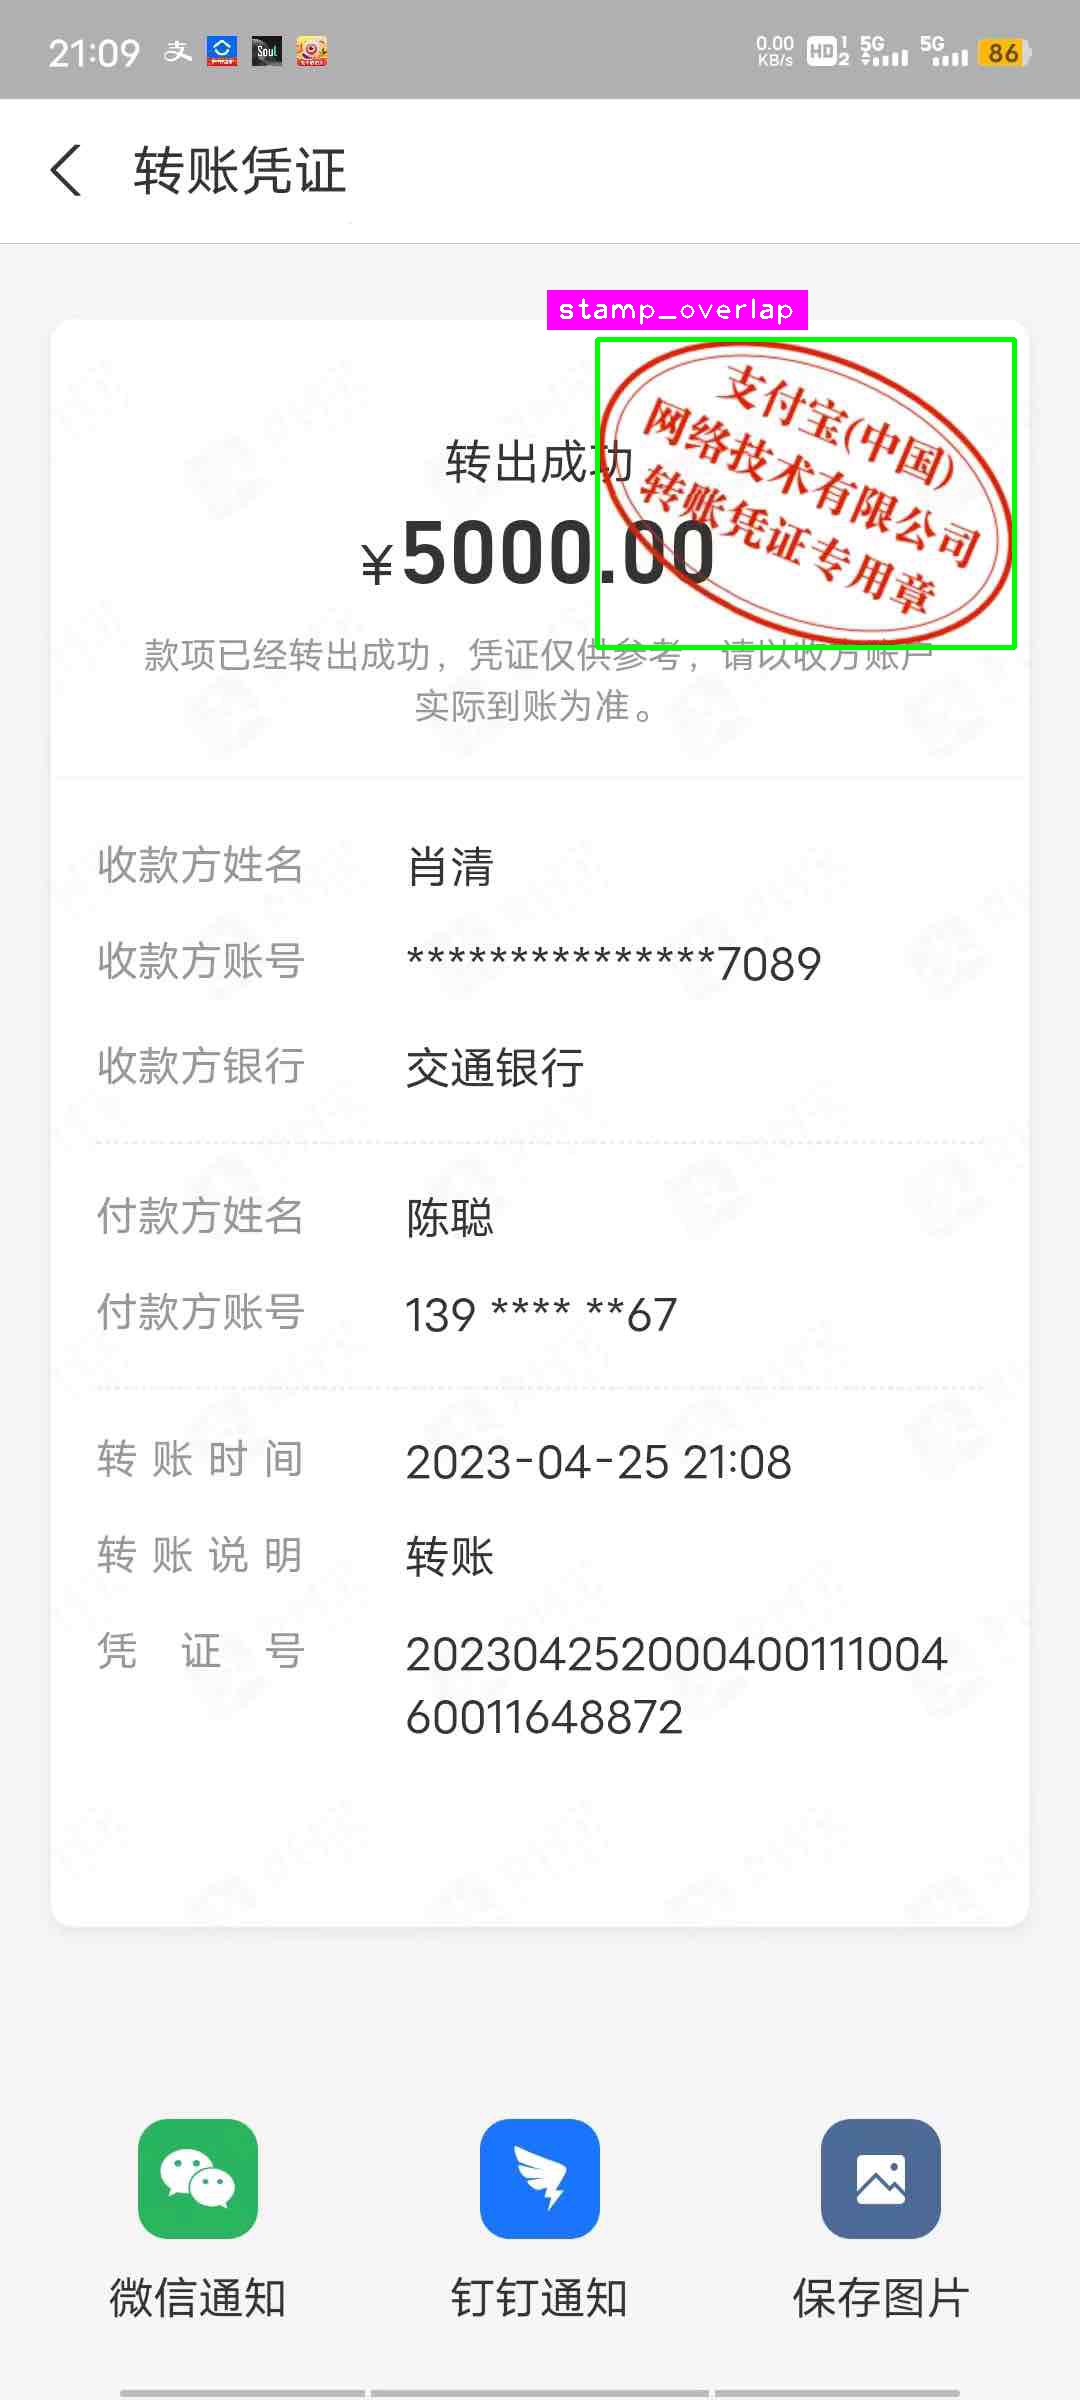 21:09
支
Soul
0.00 KB/s HD 1 2 5G 5G 86
转账凭证
stamp_overlap
支付宝(中国)
网络技术有限公司
转账凭证专用章
转出成功
¥5000.00
款项已经转出成功，凭证仅供参考，请以收方账户
实际到账为准。
收款方姓名 肖清
收款方账号 ***************7089
收款方银行 交通银行
付款方姓名 陈聪
付款方账号 139 **** **67
转账时间 2023-04-25 21:08
转账说明 转账
凭证号 202304252000400111004
60011648872
微信通知 钉钉通知 保存图片